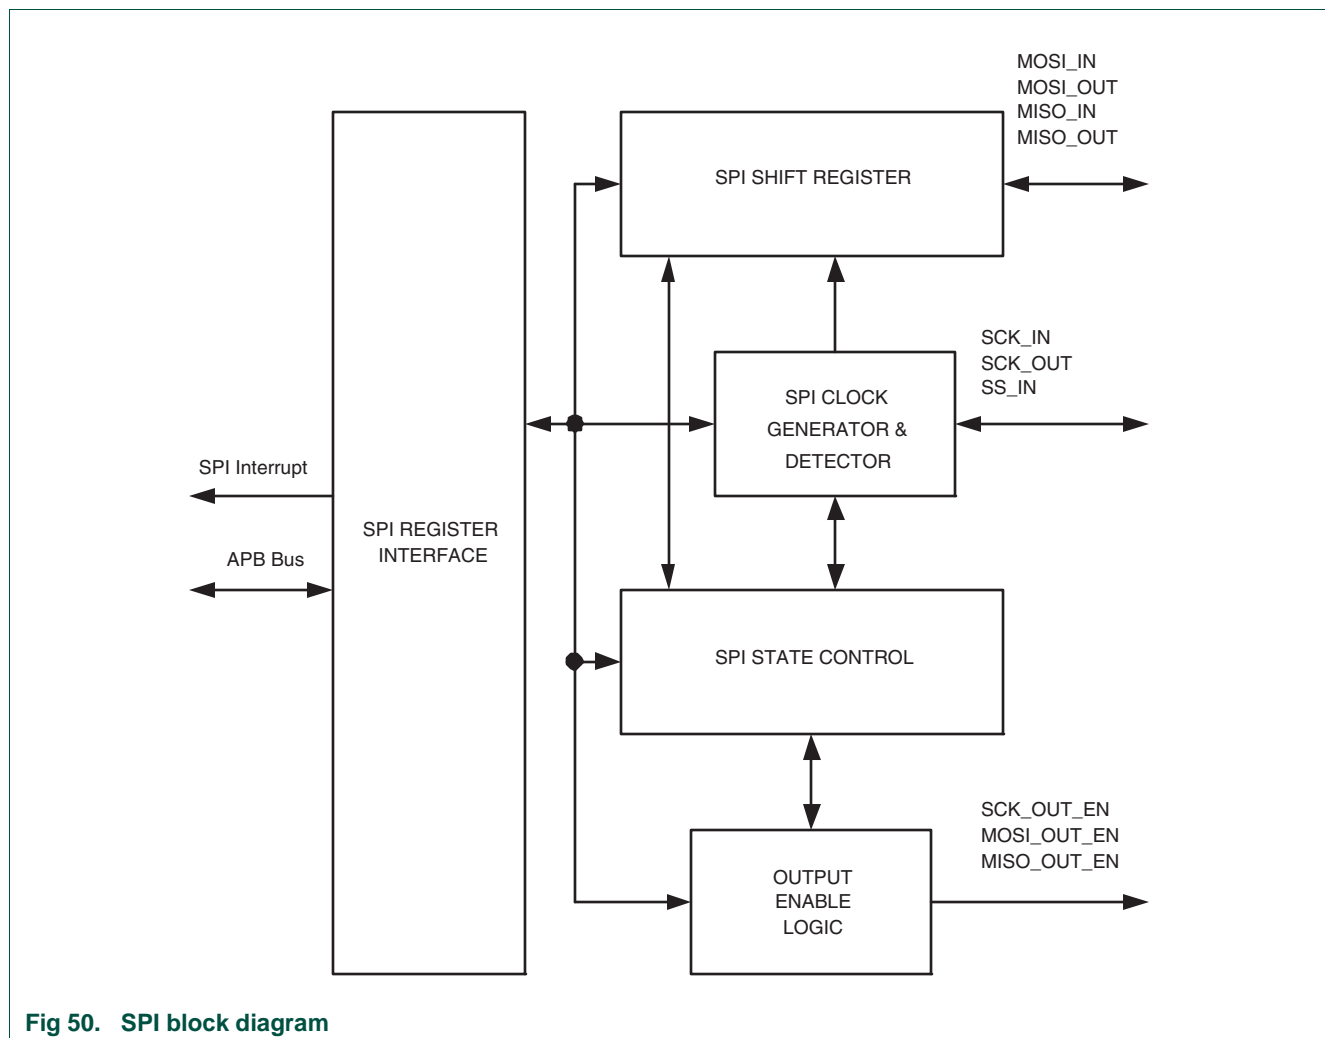 MOSI_IN
MOSI_OUT
MISO_IN
MISO_OUT
SPI SHIFT REGISTER
SCK_IN
SCK_OUT
SS_IN
SPI CLOCK
GENERATOR &
DETECTOR
SPI Interrupt
SPI REGISTER
INTERFACE
APB Bus
SPI STATE CONTROL
SCK_OUT_EN
MOSI_OUT_EN
MISO_OUT_EN
OUTPUT
ENABLE
LOGIC
Fig 50. SPI block diagram